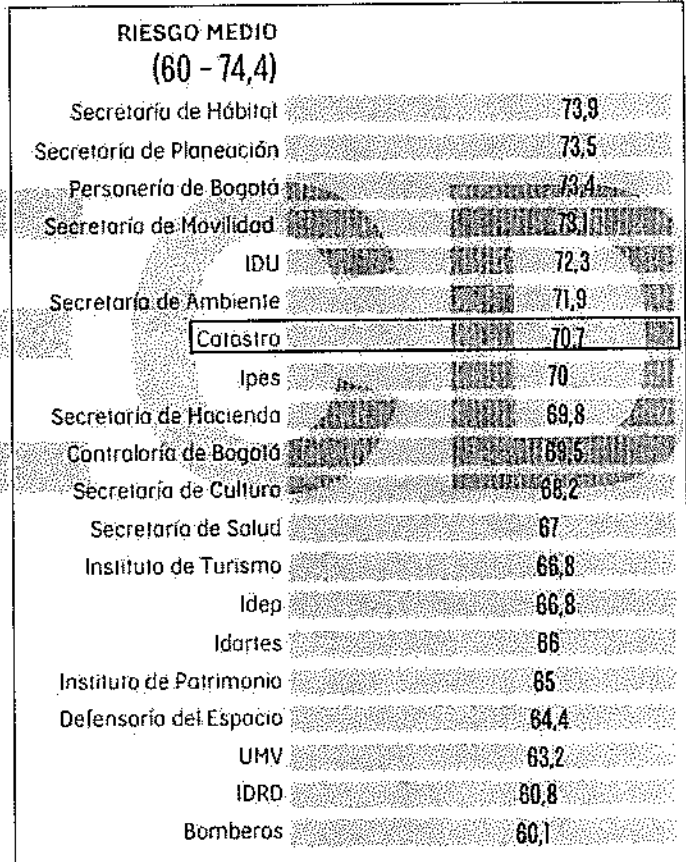 RIESGO MEDIO
(60 – 74,4)
Secretaría de Hábitat 73,9
Secretaría de Planeación 73,5
Personería de Bogotá 73,4
Secretaría de Movilidad 73,1
IDU 72,3
Secretaría de Ambiente 71,9
Catastro 70,7
Ipes 70
Secretaría de Hacienda 69,8
Contraloría de Bogotá 69,5
Secretaría de Cultura 68,2
Secretaría de Salud 67
Instituto de Turismo 66,8
Idep 66,8
Idartes 66
Instituto de Patrimonio 65
Defensoría del Espacio 64,4
UMV 63,2
IDRD 60,8
Bomberos 60,1